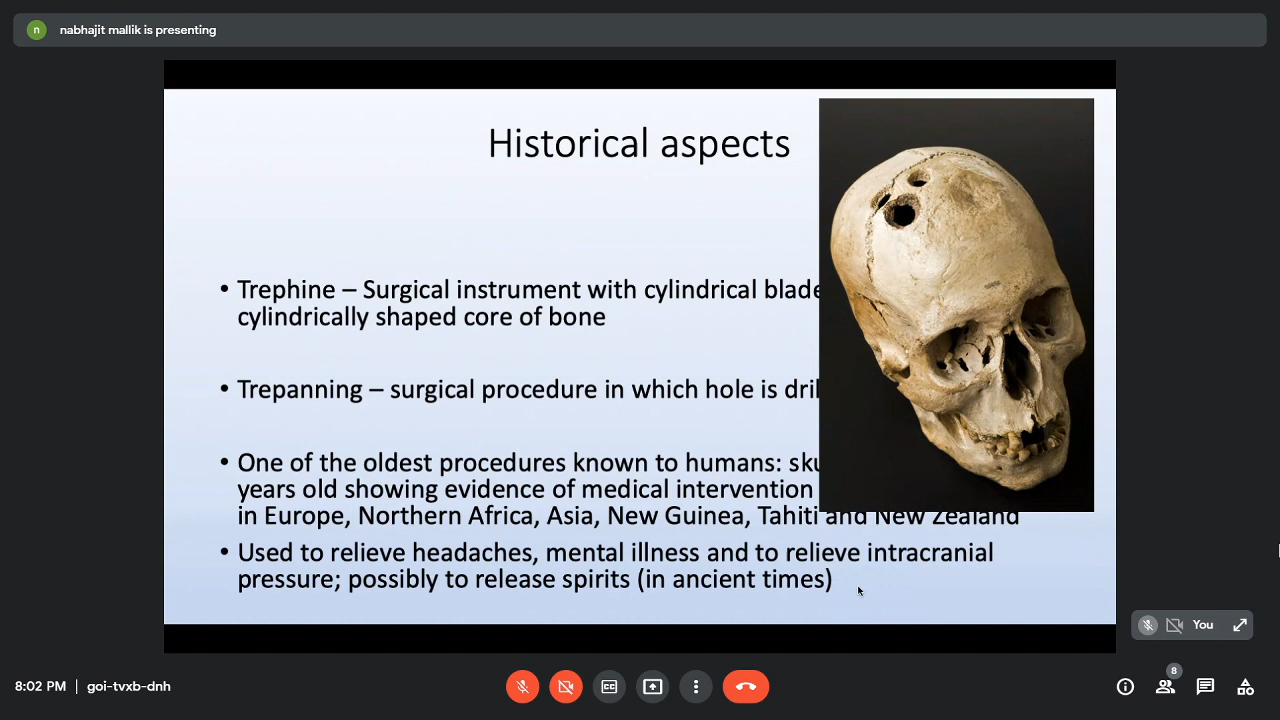 n nabhajit mallik is presenting
Historical aspects
• Trephine – Surgical instrument with cylindrical blade
cylindrically shaped core of bone
• Trepanning – surgical procedure in which hole is
• One of the oldest procedures known to humans:
years old showing evidence of medical intervention
in Europe, Northern Africa, Asia, New Guinea, Tahiti and New Zealand
• Used to relieve headaches, mental illness and to relieve intracranial
pressure; possibly to release spirits (in ancient times)
You
8
8:02 PM | goi-tvxb-dnh
CC